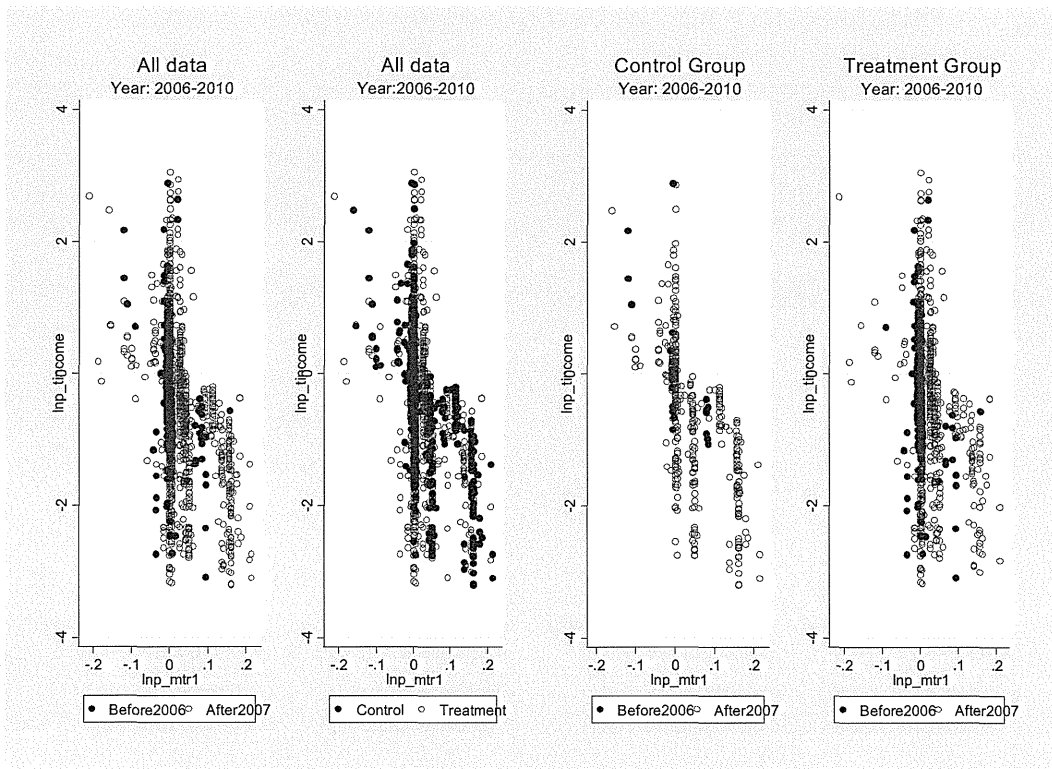 All data
Year: 2006-2010
4
2
0
-2
-4
lnp_tincome
-.2 -.1 0 .1 .2
lnp_mtr1
Before2006 After2007
All data
Year:2006-2010
4
2
0
-2
-4
lnp_tincome
-.2 -.1 0 .1 .2
lnp_mtr1
Control Treatment
Control Group
Year: 2006-2010
4
2
0
-2
-4
lnp_tincome
-.2 -.1 0 .1 .2
lnp_mtr1
Before2006 After2007
Treatment Group
Year: 2006-2010
4
2
0
-2
-4
lnp_tincome
-.2 -.1 0 .1 .2
lnp_mtr1
Before2006 After2007